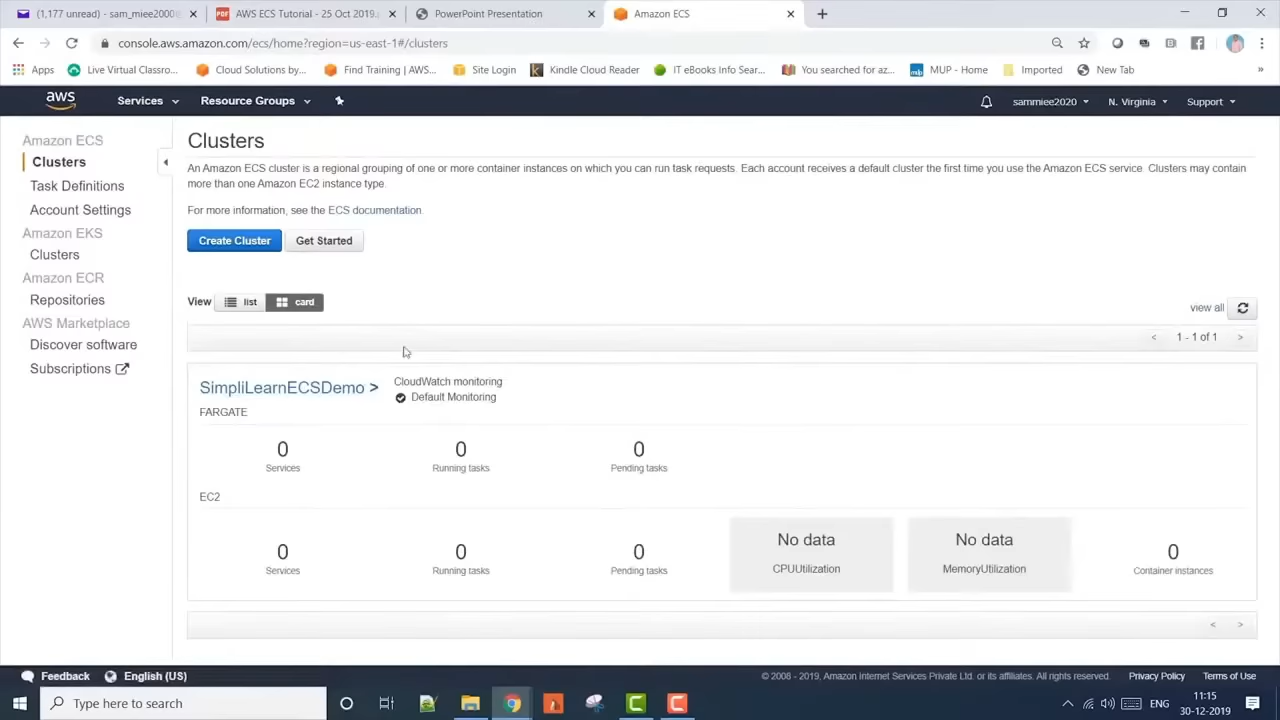 (1,177 unread) - sam_miee2000@
AWS ECS Tutorial - 25 Oct 2019.
PowerPoint Presentation
Amazon ECS
console.aws.amazon.com/ecs/home?region=us-east-1#/clusters
Apps
Live Virtual Classro...
Cloud Solutions by...
Find Training | AWS...
Site Login
Kindle Cloud Reader
IT eBooks Info Sear...
You searched for az...
MUP - Home
Imported
New Tab
»
aws
Services
Resource Groups
sammiee2020
N. Virginia
Support
Amazon ECS
Clusters
Task Definitions
Account Settings
Amazon EKS
Clusters
Amazon ECR
Repositories
AWS Marketplace
Discover software
Subscriptions
Clusters
An Amazon ECS cluster is a regional grouping of one or more container instances on which you can run task requests. Each account receives a default cluster the first time you use the Amazon ECS service. Clusters may contain
more than one Amazon EC2 instance type.
For more information, see the ECS documentation.
Create Cluster
Get Started
View
list
card
view all
< 1 - 1 of 1 >
SimpliLearnECSDemo >
CloudWatch monitoring
Default Monitoring
FARGATE
0
0
0
Services
Running tasks
Pending tasks
EC2
0
0
0
No data
No data
0
Services
Running tasks
Pending tasks
CPUUtilization
MemoryUtilization
Container instances
< >
Feedback
English (US)
© 2008 - 2019, Amazon Internet Services Private Ltd. or its affiliates. All rights reserved.
Privacy Policy
Terms of Use
Type here to search
ENG
11:15
30-12-2019